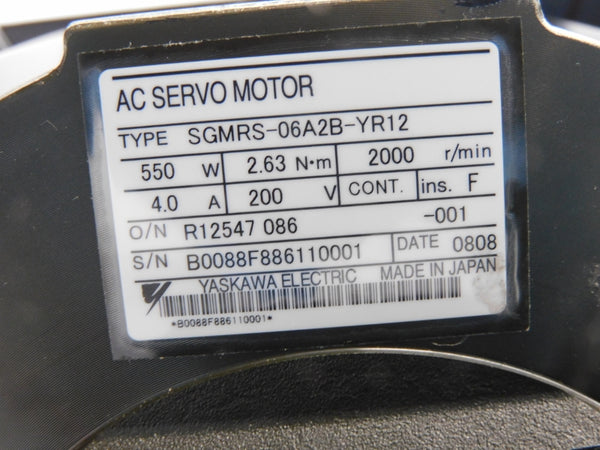 AC SERVO MOTOR
TYPE SGMRS-06A2B-YR12
550 W 2.63 N·m 2000 r/min
4.0 A 200 V CONT. ins. F
O/N R12547 086 -001
S/N B0088F886110001 DATE 0808
YASKAWA ELECTRIC MADE IN JAPAN
*B0088F886110001*